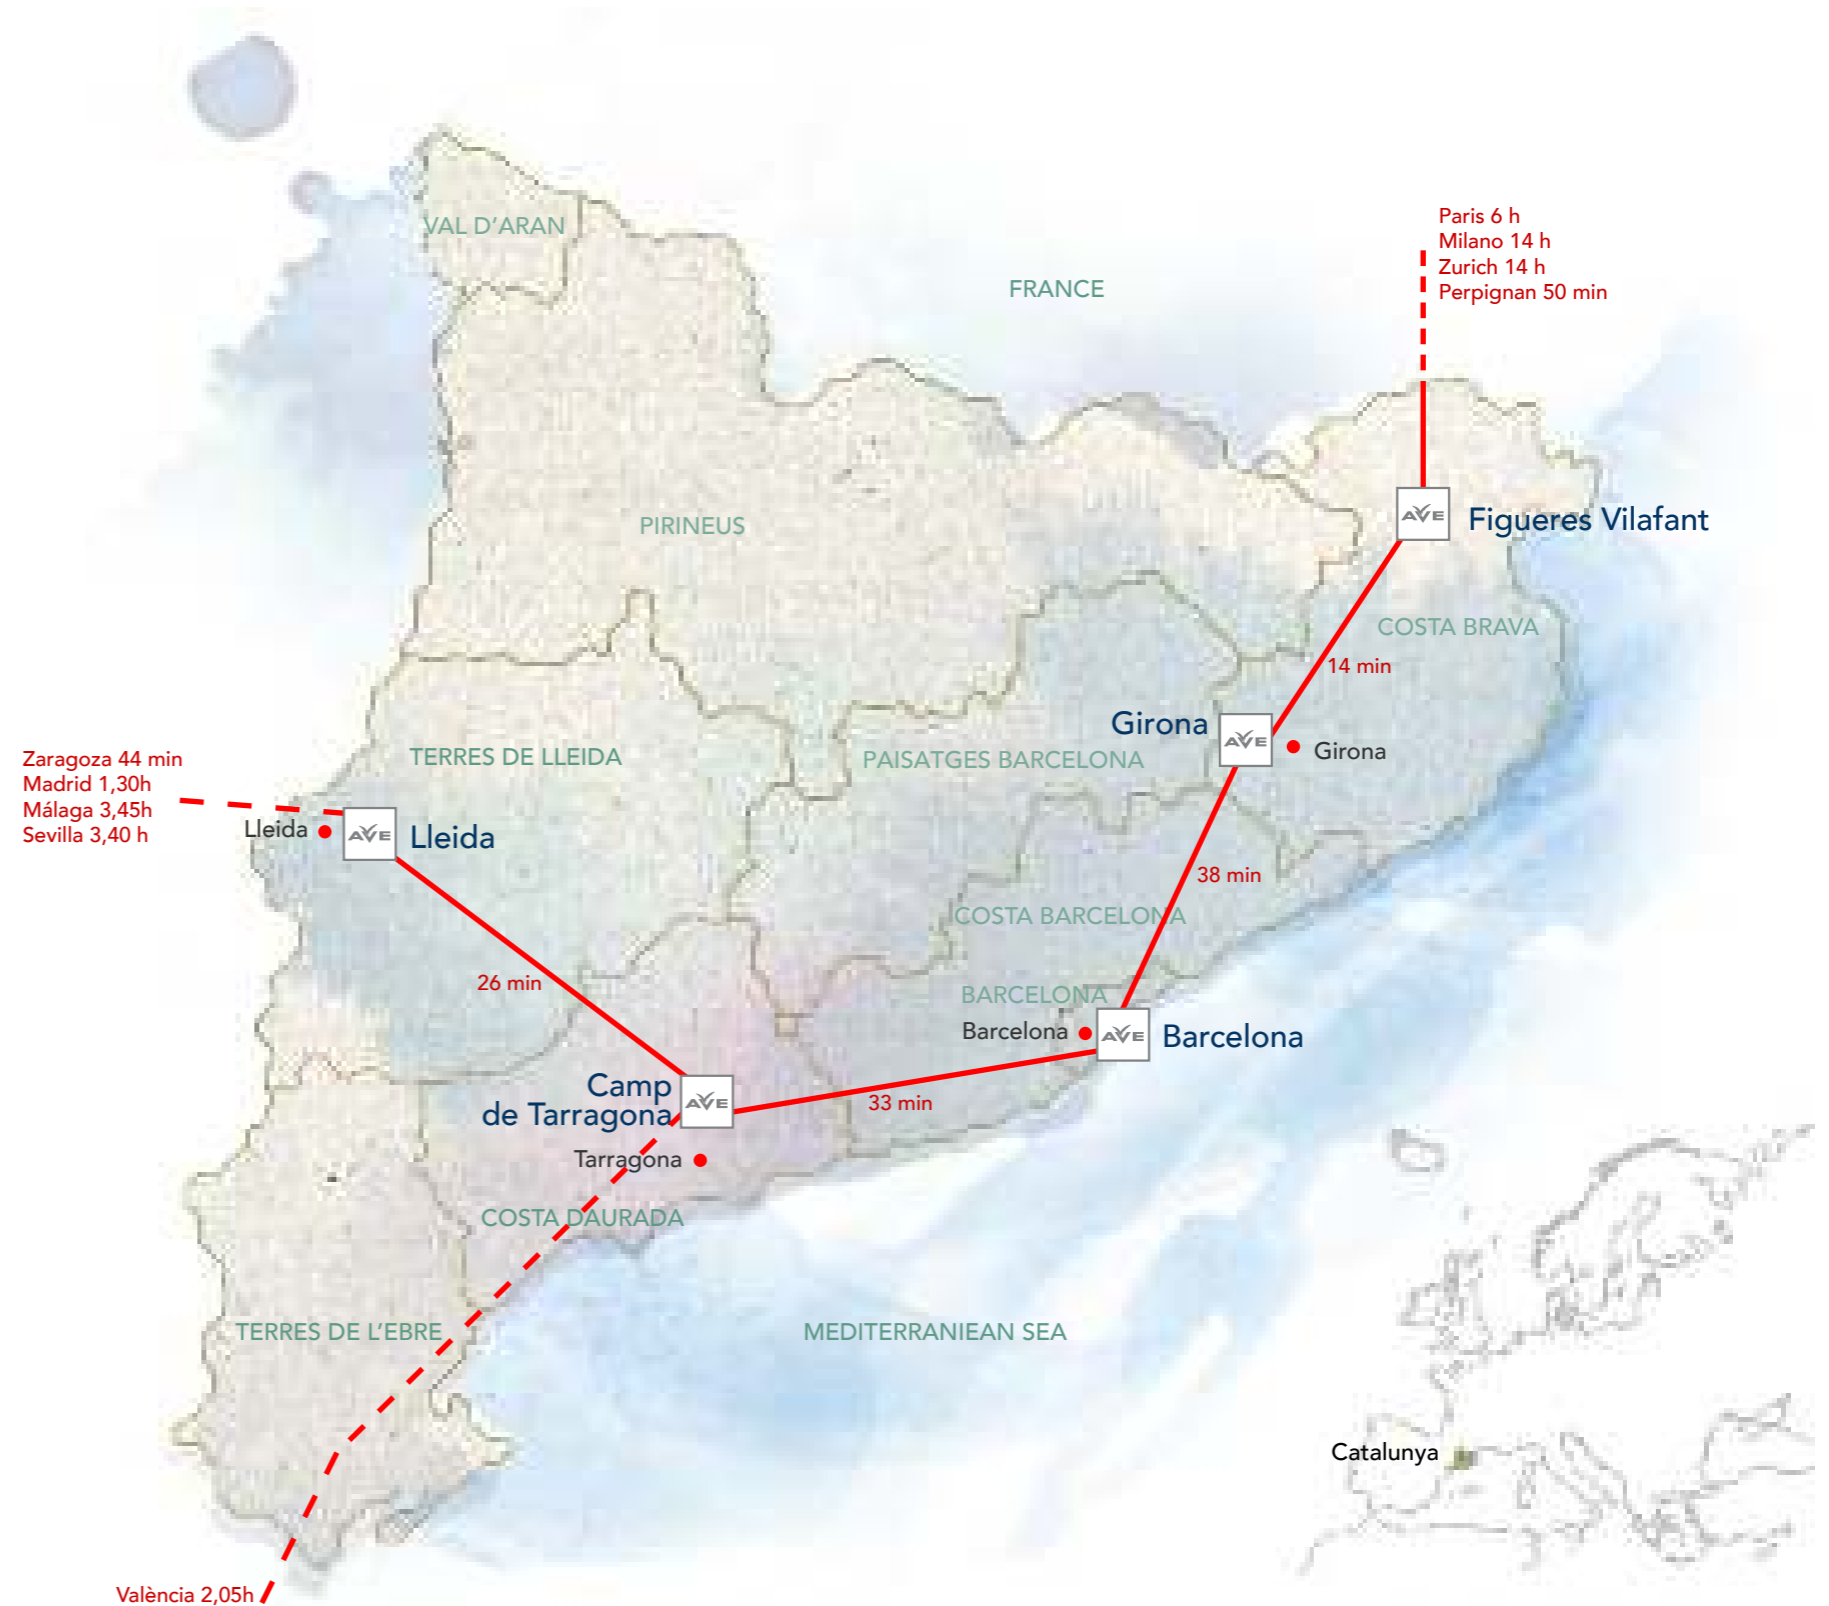 VAL D'ARAN
Paris 6 h
Milano 14 h
Zurich 14 h
Perpignan 50 min
FRANCE
PIRINEUS
AVE
Figueres Vilafant
COSTA BRAVA
14 min
Girona
AVE
Girona
Zaragoza 44 min
Madrid 1,30h
Málaga 3,45h
Sevilla 3,40 h
TERRES DE LLEIDA
PAISATGES BARCELONA
Lleida
AVE
Lleida
38 min
COSTA BARCELONA
26 min
BARCELONA
Barcelona
AVE
Barcelona
Camp
de Tarragona
AVE
33 min
Tarragona
COSTA DAURADA
TERRES DE L'EBRE
MEDITERRANIEAN SEA
Catalunya
València 2,05h